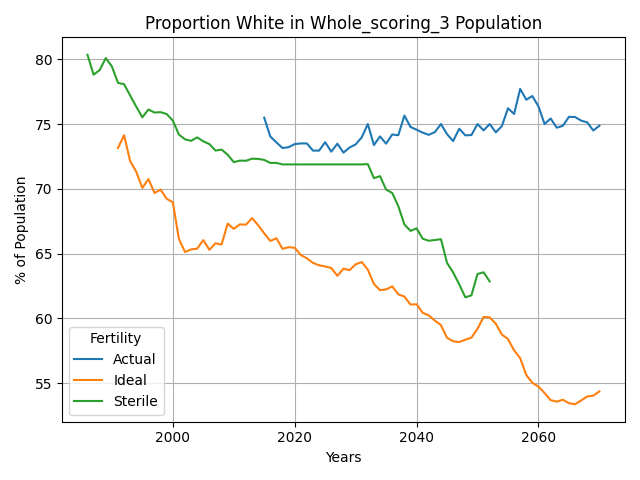 Proportion White in Whole_scoring_3 Population
80
75
70
65
60
55
% of Population
Fertility
Actual
Ideal
Sterile
2000
2020
2040
2060
Years